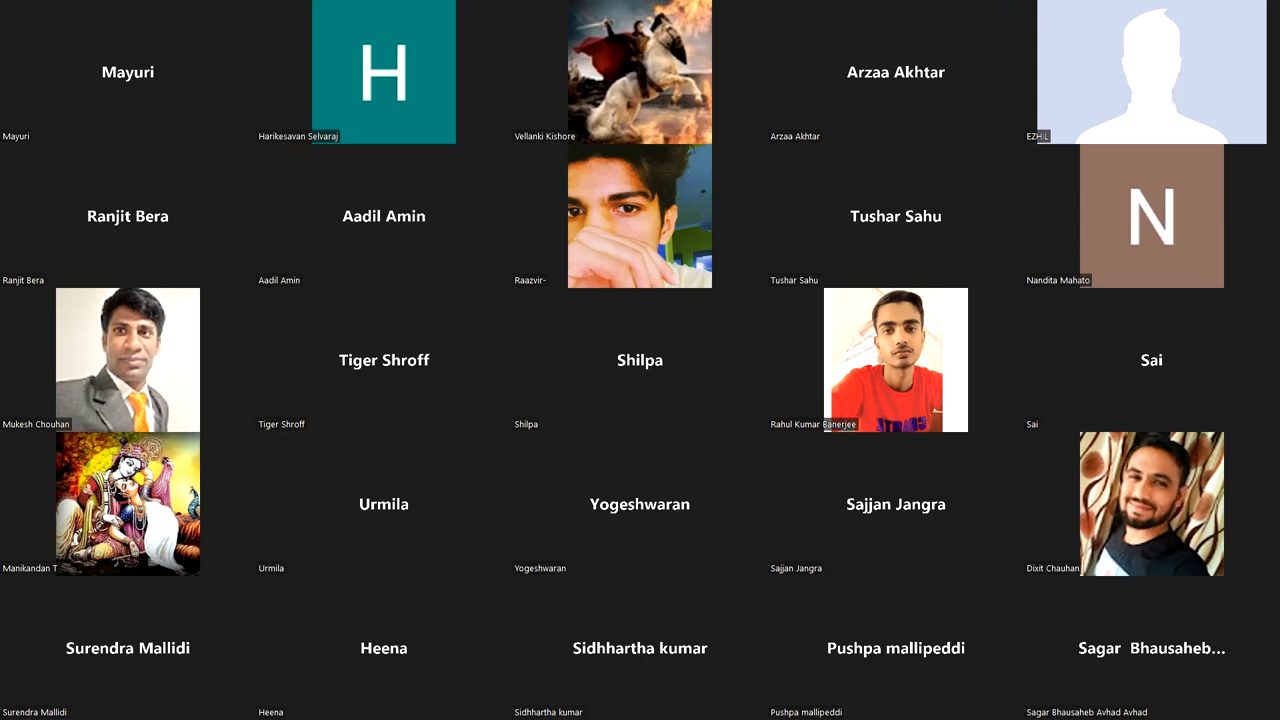 Mayuri
H
Arzaa Akhtar
Mayuri
Harikesavan Selvaraj
Vellanki Kishore
Arzaa Akhtar
EZHIL
Ranjit Bera
Aadil Amin
Tushar Sahu
N
Ranjit Bera
Aadil Amin
Raazvir-
Tushar Sahu
Nandita Mahato
Tiger Shroff
Shilpa
Sai
Mukesh Chouhan
Tiger Shroff
Shilpa
Rahul Kumar Banerjee
Sai
Urmila
Yogeshwaran
Sajjan Jangra
Manikandan T
Urmila
Yogeshwaran
Sajjan Jangra
Dixit Chauhan
Surendra Mallidi
Heena
Sidhhartha kumar
Pushpa mallipeddi
Sagar  Bhausaheb...
Surendra Mallidi
Heena
Sidhhartha kumar
Pushpa mallipeddi
Sagar Bhausaheb Avhad Avhad